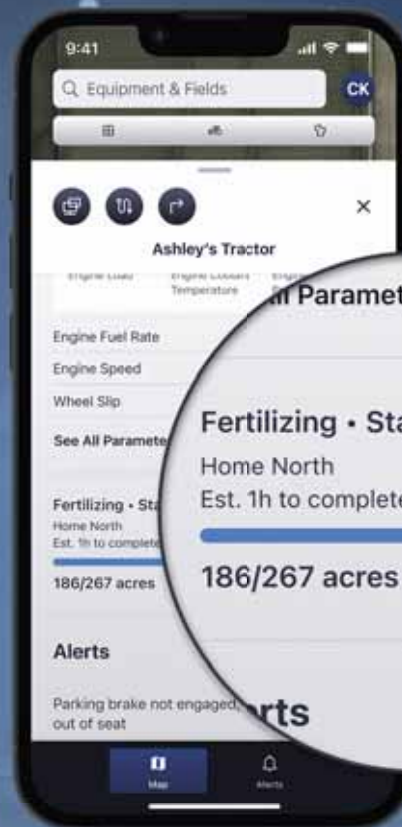 9:41
Equipment & Fields
CK
Ashley's Tractor
Engine Load
Engine Coolant
Temperature
Engine Fuel Rate
Engine Speed
Wheel Slip
See All Paramete
Fertilizing • Sta
Home North
Est. 1h to complete
186/267 acres
Alerts
Parking brake not engaged,
out of seat
Map
Alerts
All Paramet
Fertilizing • Sta
Home North
Est. 1h to complete
186/267 acres
erts